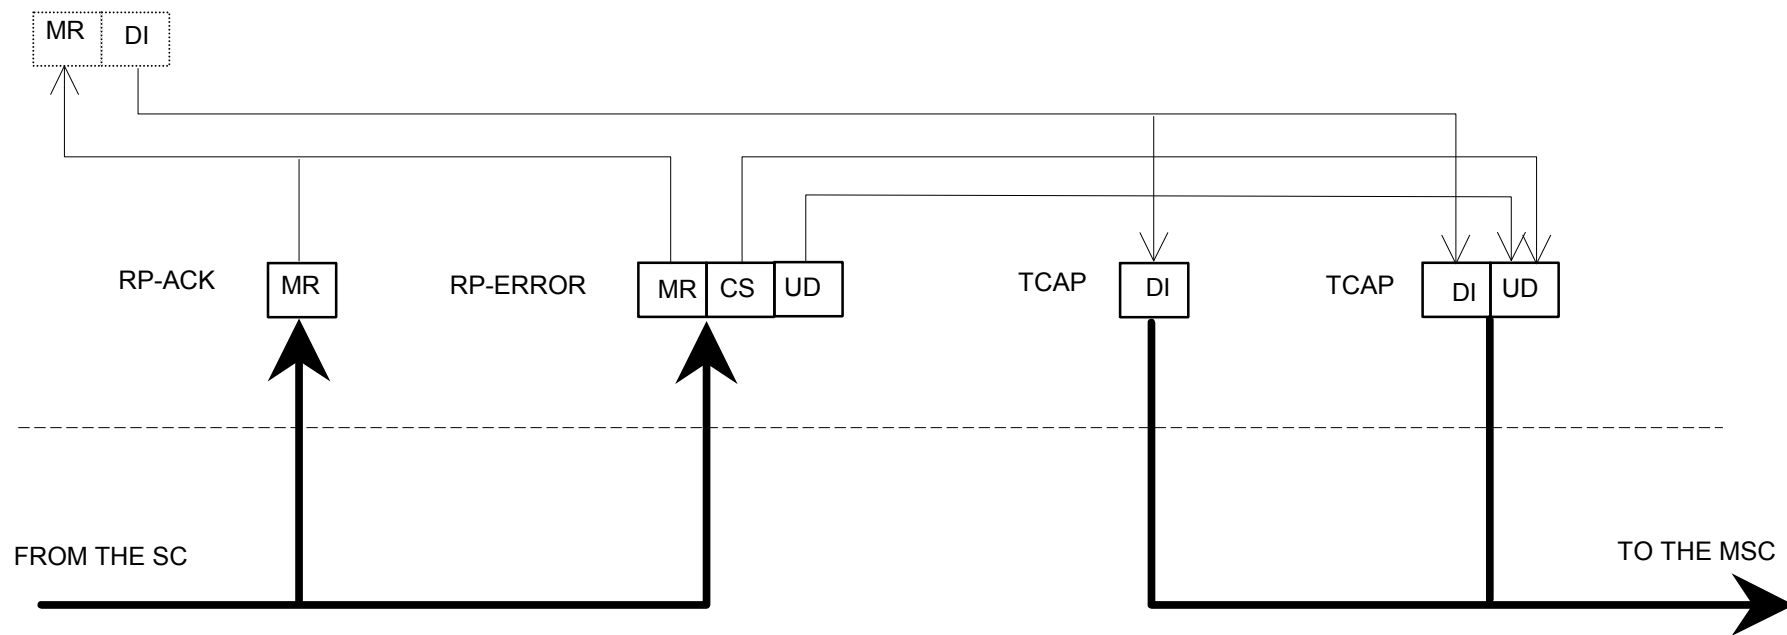 MR DI
RP-ACK MR RP-ERROR MR CS UD TCAP DI TCAP DI UD
FROM THE SC TO THE MSC